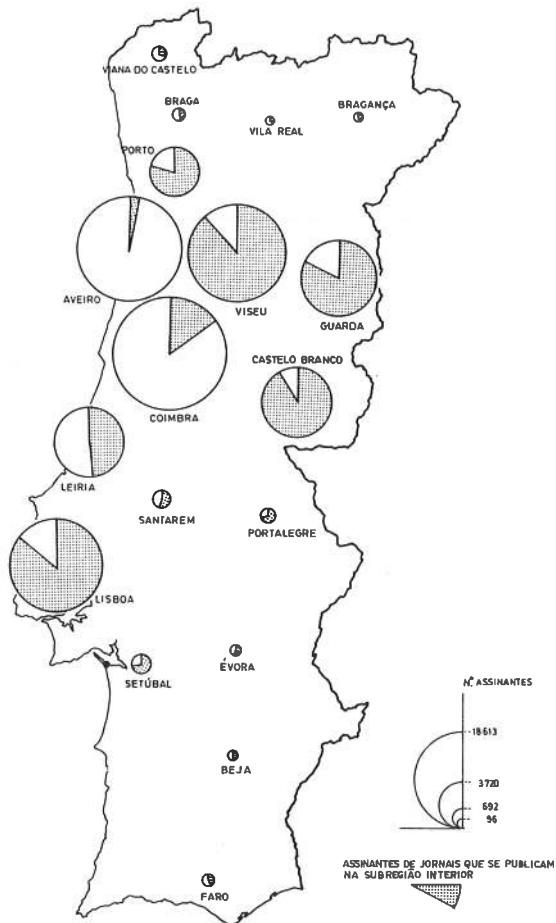 VIANA DO CASTELO
BRAGA
BRAGANÇA
VILA REAL
PORTO
AVEIRO
VISEU
GUARDA
COIMBRA
CASTELO BRANCO
LEIRIA
SANTAREM
PORTALEGRE
LISBOA
SETÚBAL
ÉVORA
BEJA
FARO
Nº ASSINANTES
18613
3720
692
96
ASSINANTES DE JORNAIS QUE SE PUBLICAM
NA SUBREGIÃO INTERIOR